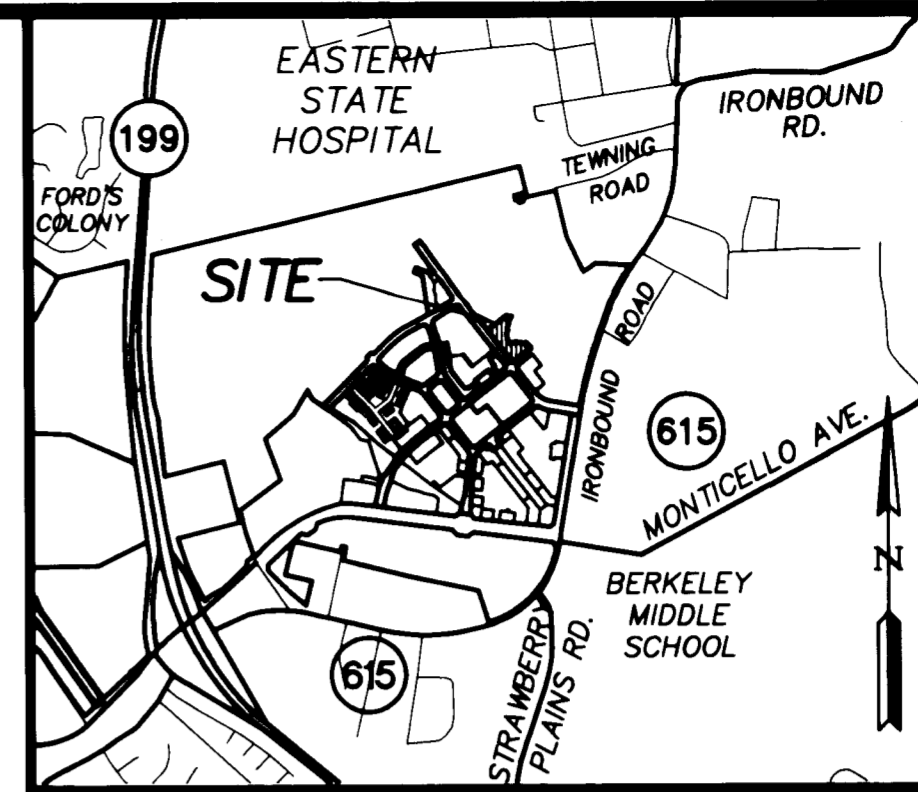 EASTERN
STATE
HOSPITAL
199
IRONBOUND
RD.
TEWNING
ROAD
FORD'S
COLONY
SITE
ROAD
IRONBOUND
615
MONTICELLO AVE.
N
BERKELEY
MIDDLE
SCHOOL
615
STRAWBERRY
PLAINS RD.